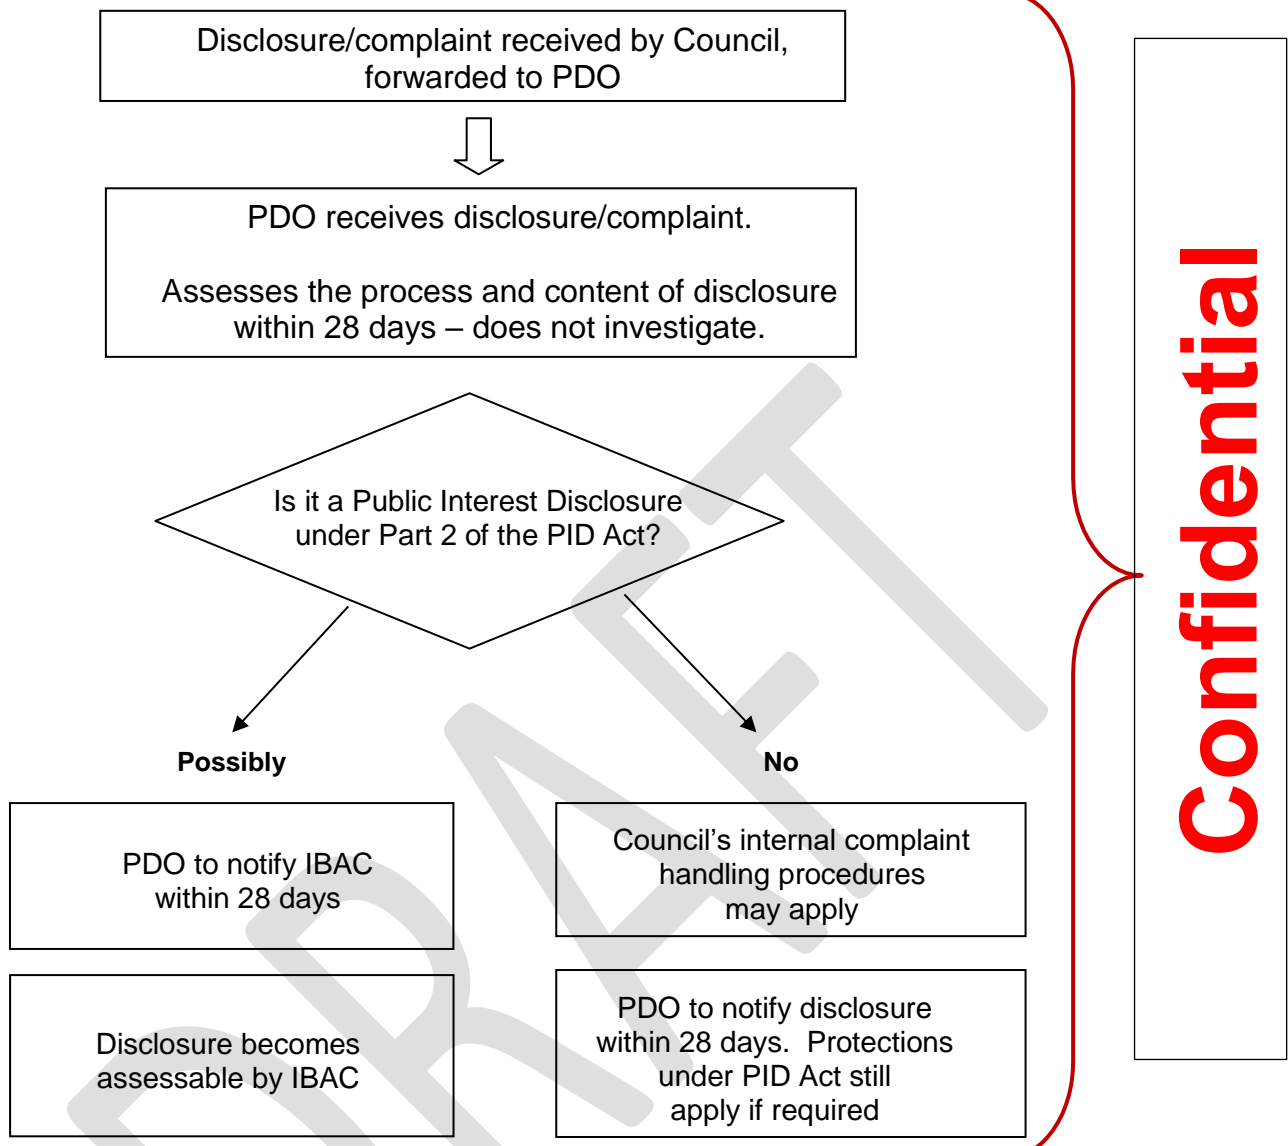 Disclosure/complaint received by Council,
forwarded to PDO
PDO receives disclosure/complaint.
Assesses the process and content of disclosure
within 28 days – does not investigate.
Is it a Public Interest Disclosure
under Part 2 of the PID Act?
Possibly
No
PDO to notify IBAC
within 28 days
Council’s internal complaint
handling procedures
may apply
Disclosure becomes
assessable by IBAC
PDO to notify disclosure
within 28 days.  Protections
under PID Act still
apply if required
Confidential
DRAFT